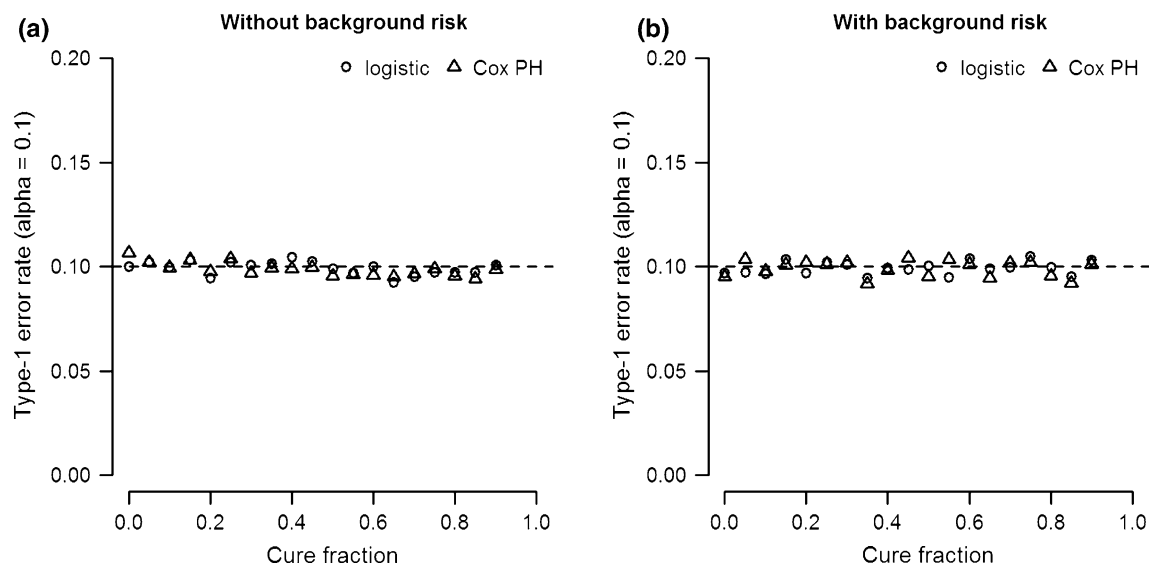 (a)
Without background risk
logistic Cox PH
Type-1 error rate (alpha = 0.1)
0.20
0.15
0.10
0.05
0.00
0.0 0.2 0.4 0.6 0.8 1.0
Cure fraction
(b)
With background risk
logistic Cox PH
Type-1 error rate (alpha = 0.1)
0.20
0.15
0.10
0.05
0.00
0.0 0.2 0.4 0.6 0.8 1.0
Cure fraction